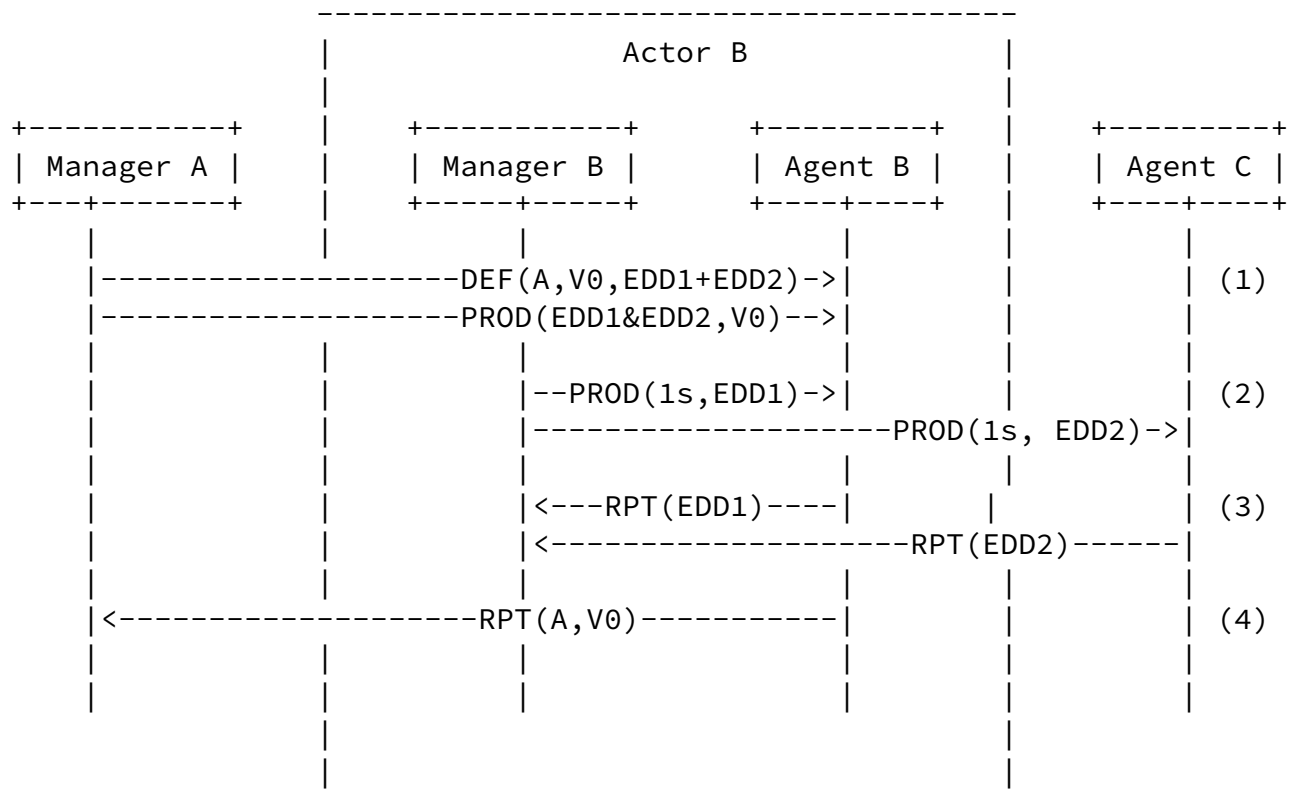 Actor B
Manager A Manager B Agent B Agent C
DEF(A,V0,EDD1+EDD2) (1)
PROD(EDD1&EDD2,V0)
PROD(1s,EDD1) (2)
PROD(1s, EDD2)
RPT(EDD1) (3)
RPT(EDD2)
RPT(A,V0) (4)